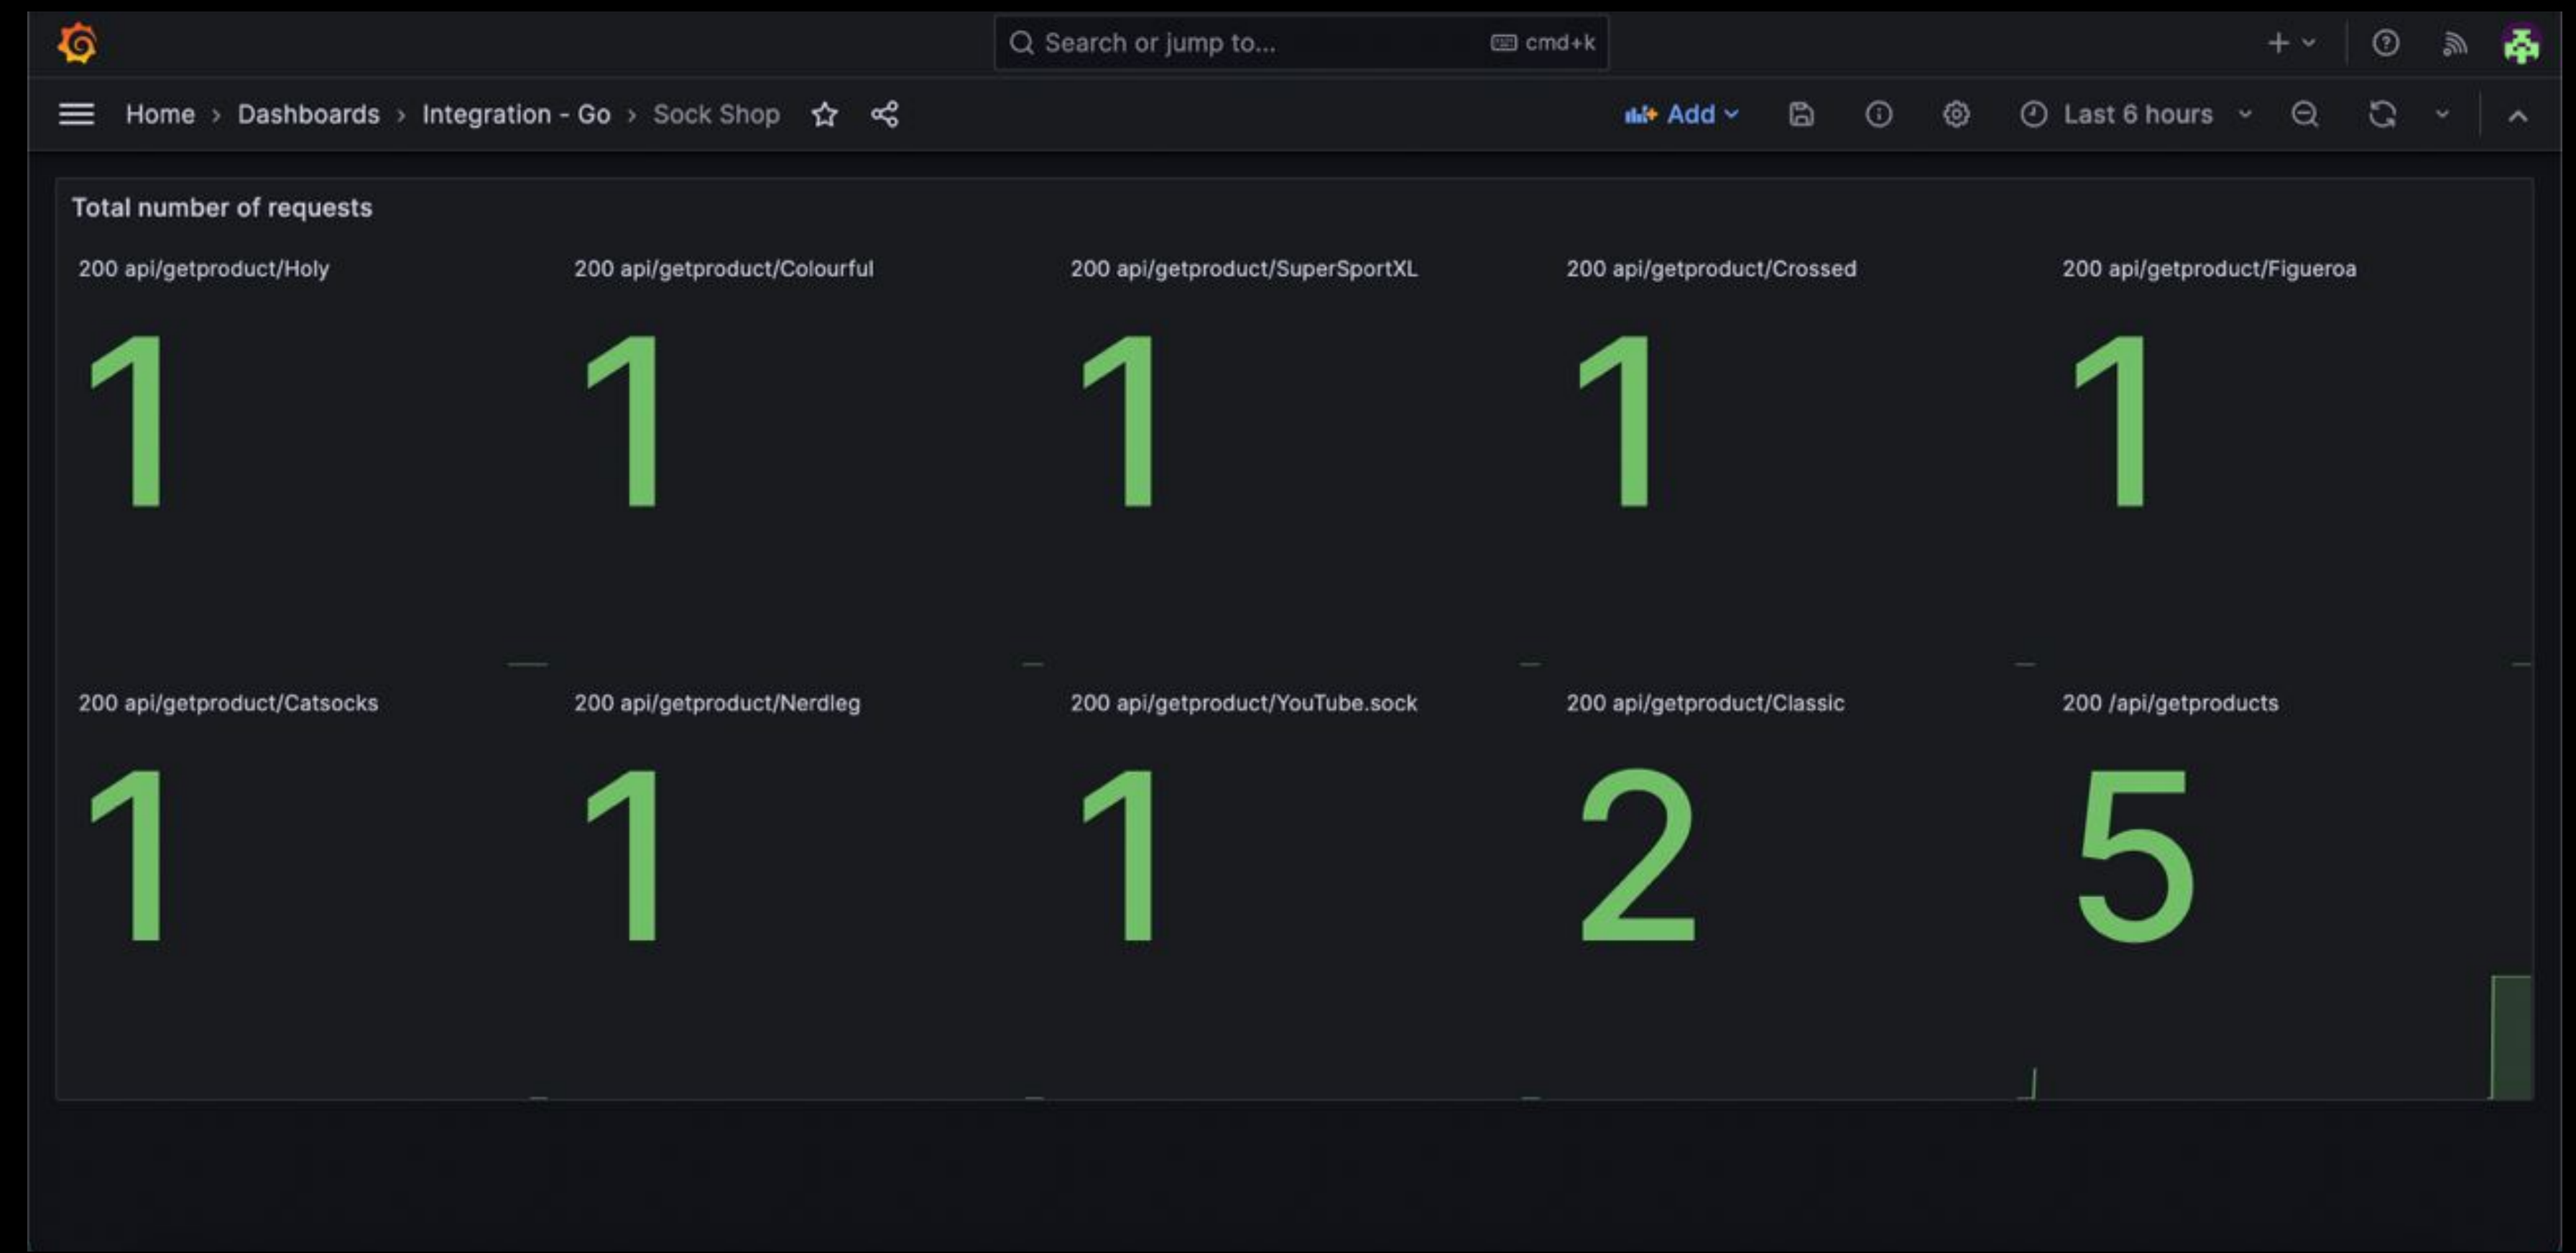 Search or jump to... cmd+k
Home › Dashboards › Integration - Go › Sock Shop
Add
Last 6 hours
Total number of requests
200 api/getproduct/Holy
1
200 api/getproduct/Colourful
1
200 api/getproduct/SuperSportXL
1
200 api/getproduct/Crossed
1
200 api/getproduct/Figueroa
1
200 api/getproduct/Catsocks
1
200 api/getproduct/Nerdleg
1
200 api/getproduct/YouTube.sock
1
200 api/getproduct/Classic
2
200 /api/getproducts
5